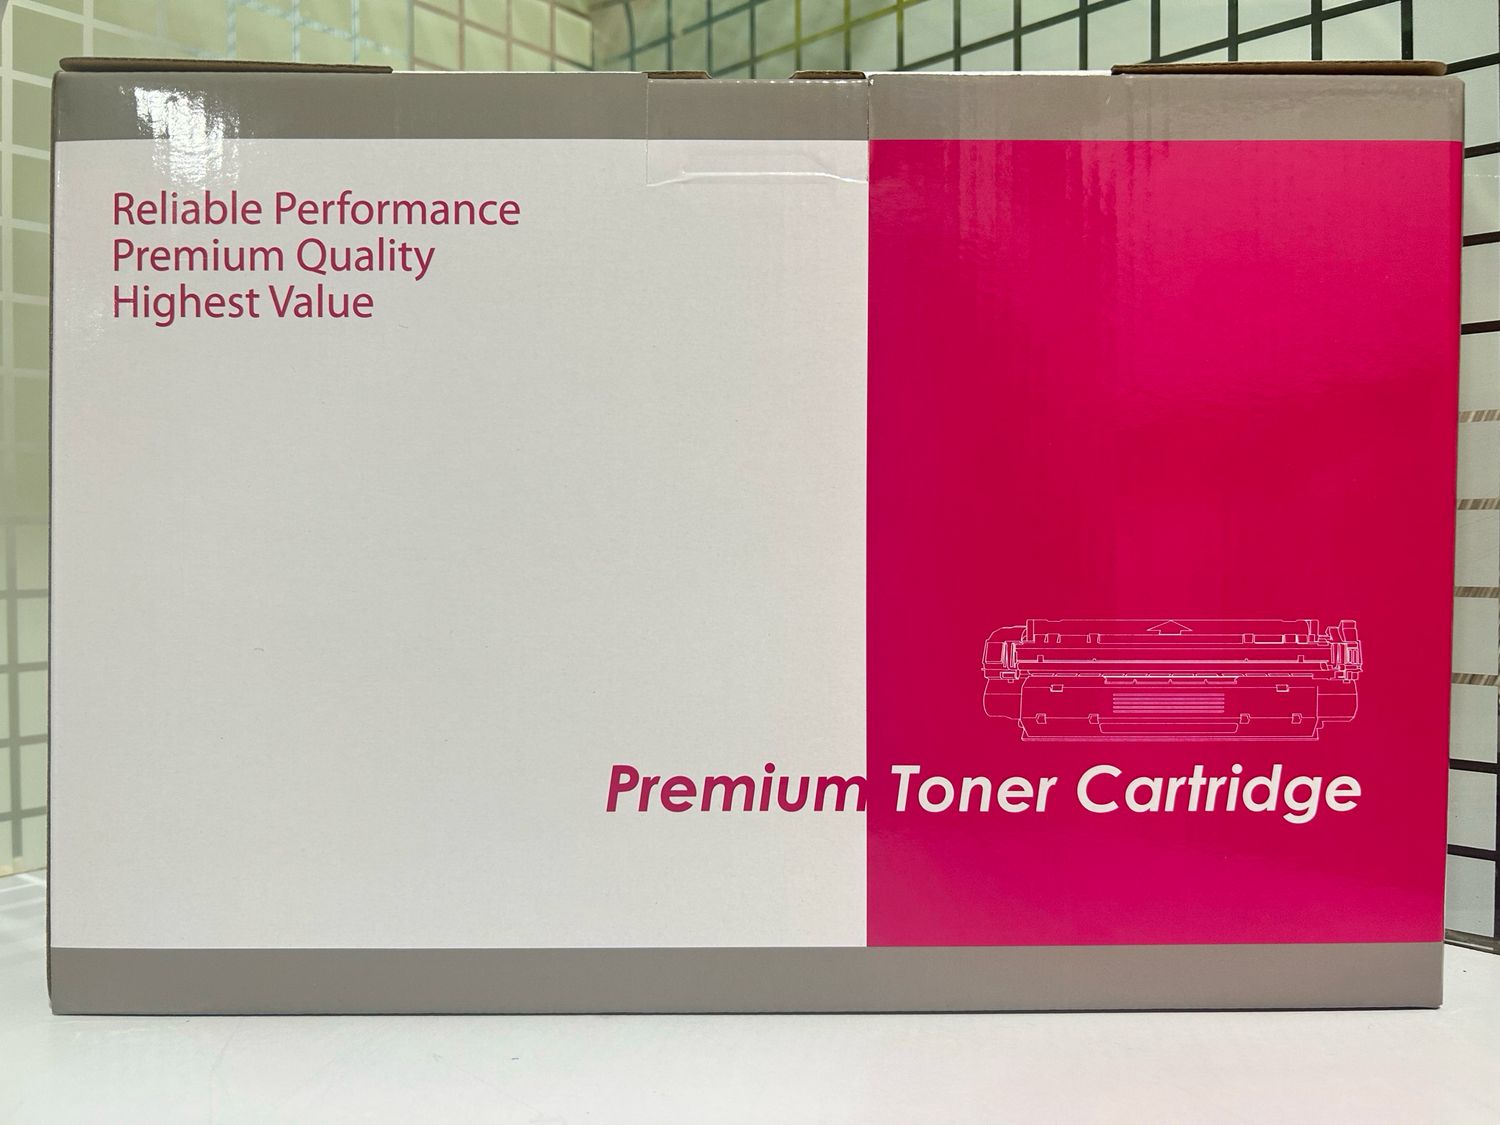 Reliable Performance
Premium Quality
Highest Value
Premium Toner Cartridge